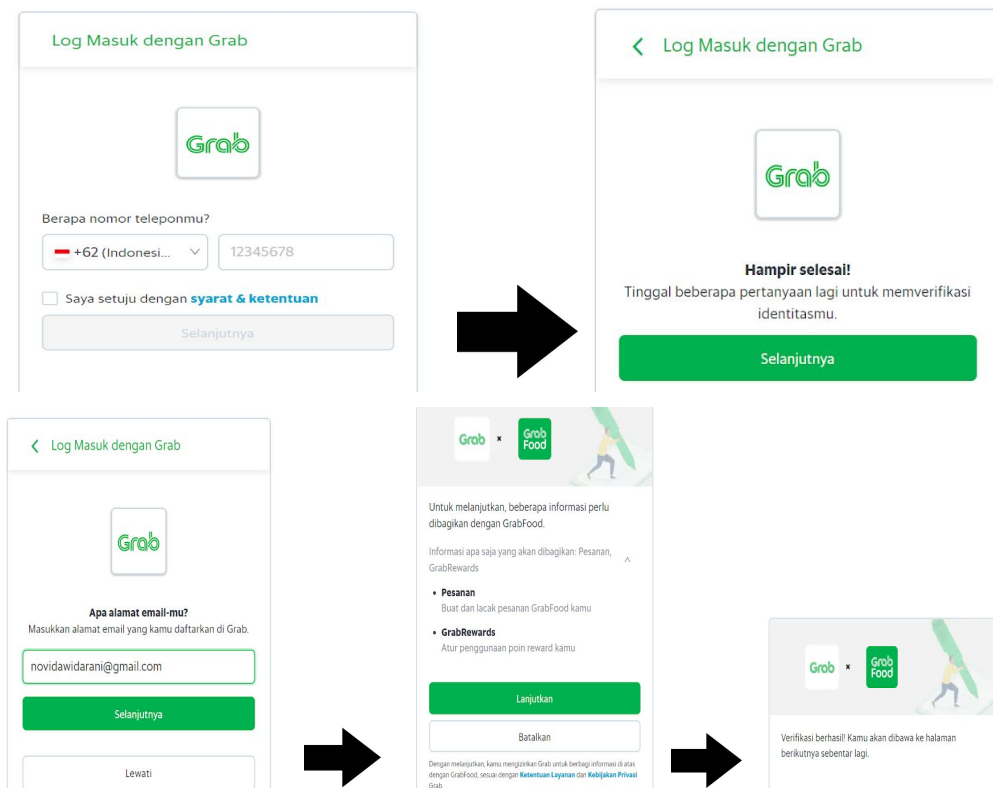 Log Masuk dengan Grab
Grab
Berapa nomor teleponmu?
+62 (Indonesi...
12345678
Saya setuju dengan syarat & ketentuan
Selanjutnya
Log Masuk dengan Grab
Grab
Hampir selesai!
Tinggal beberapa pertanyaan lagi untuk memverifikasi
identitasmu.
Selanjutnya
Log Masuk dengan Grab
Grab
Apa alamat email-mu?
Masukkan alamat email yang kamu daftarkan di Grab.
novidawidarani@gmail.com
Selanjutnya
Lewati
Grab × Grab
Food
Untuk melanjutkan, beberapa informasi perlu
dibagikan dengan GrabFood.
Informasi apa saja yang akan dibagikan: Pesanan,
GrabRewards
• Pesanan
Buat dan lacak pesanan GrabFood kamu
• GrabRewards
Atur penggunaan poin reward kamu
Lanjutkan
Batalkan
Dengan melanjutkan, kamu mengizinkan Grab untuk berbagi informasi di atas
dengan GrabFood, sesuai dengan Ketentuan Layanan dan Kebijakan Privasi
Grab.
Grab × Grab
Food
Verifikasi berhasil! Kamu akan dibawa ke halaman
berikutnya sebentar lagi.